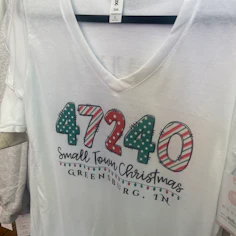 47240
Small Town Christmas
GREENSBURG, IN